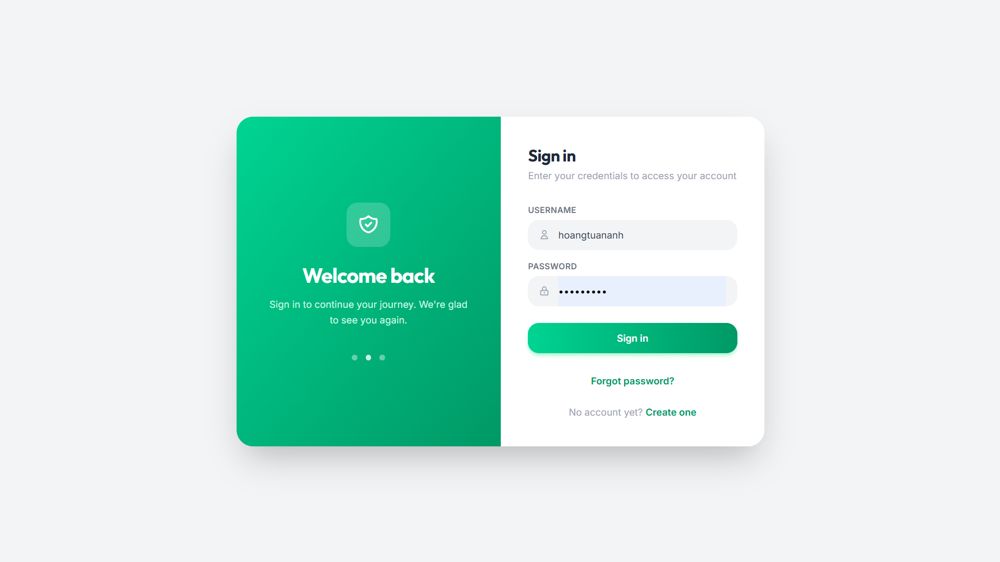 Welcome back
Sign in to continue your journey. We're glad
to see you again.
Sign in
Enter your credentials to access your account
USERNAME
hoangtuananh
PASSWORD
•••••••••
Sign in
Forgot password?
No account yet? Create one